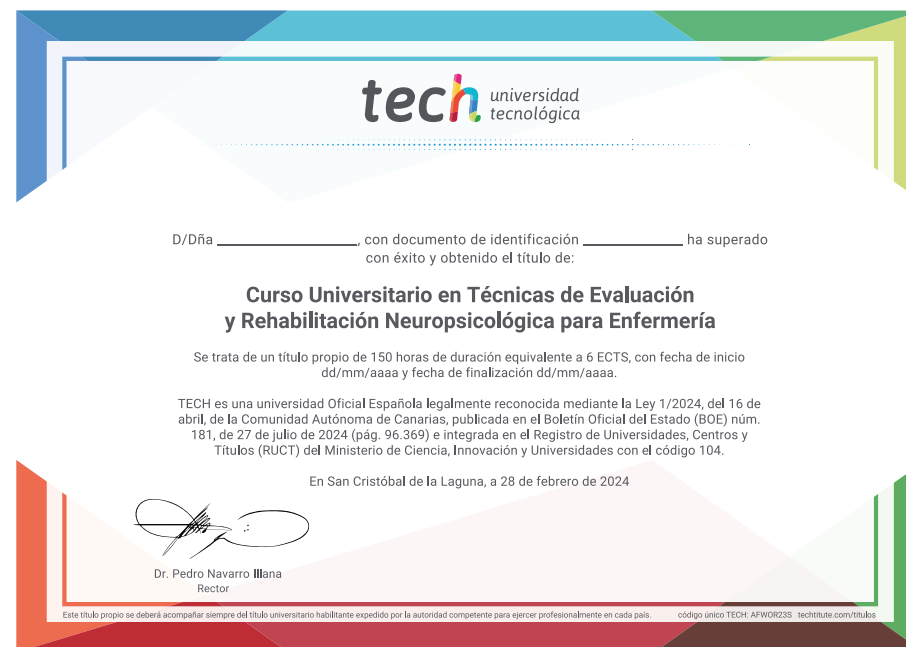 tech universidad
tecnológica
D/Dña ________________, con documento de identificación ____________ ha superado
con éxito y obtenido el título de:
Curso Universitario en Técnicas de Evaluación
y Rehabilitación Neuropsicológica para Enfermería
Se trata de un título propio de 150 horas de duración equivalente a 6 ECTS, con fecha de inicio
dd/mm/aaaa y fecha de finalización dd/mm/aaaa.
TECH es una universidad Oficial Española legalmente reconocida mediante la Ley 1/2024, del 16 de
abril, de la Comunidad Autónoma de Canarias, publicada en el Boletín Oficial del Estado (BOE) núm.
181, de 27 de julio de 2024 (pág. 96.369) e integrada en el Registro de Universidades, Centros y
Títulos (RUCT) del Ministerio de Ciencia, Innovación y Universidades con el código 104.
En San Cristóbal de la Laguna, a 28 de febrero de 2024
Dr. Pedro Navarro Illana
Rector
Este título propio se deberá acompañar siempre del título universitario habilitante expedido por la autoridad competente para ejercer profesionalmente en cada país. código único TECH: AFWOR23S techtitute.com/titulos